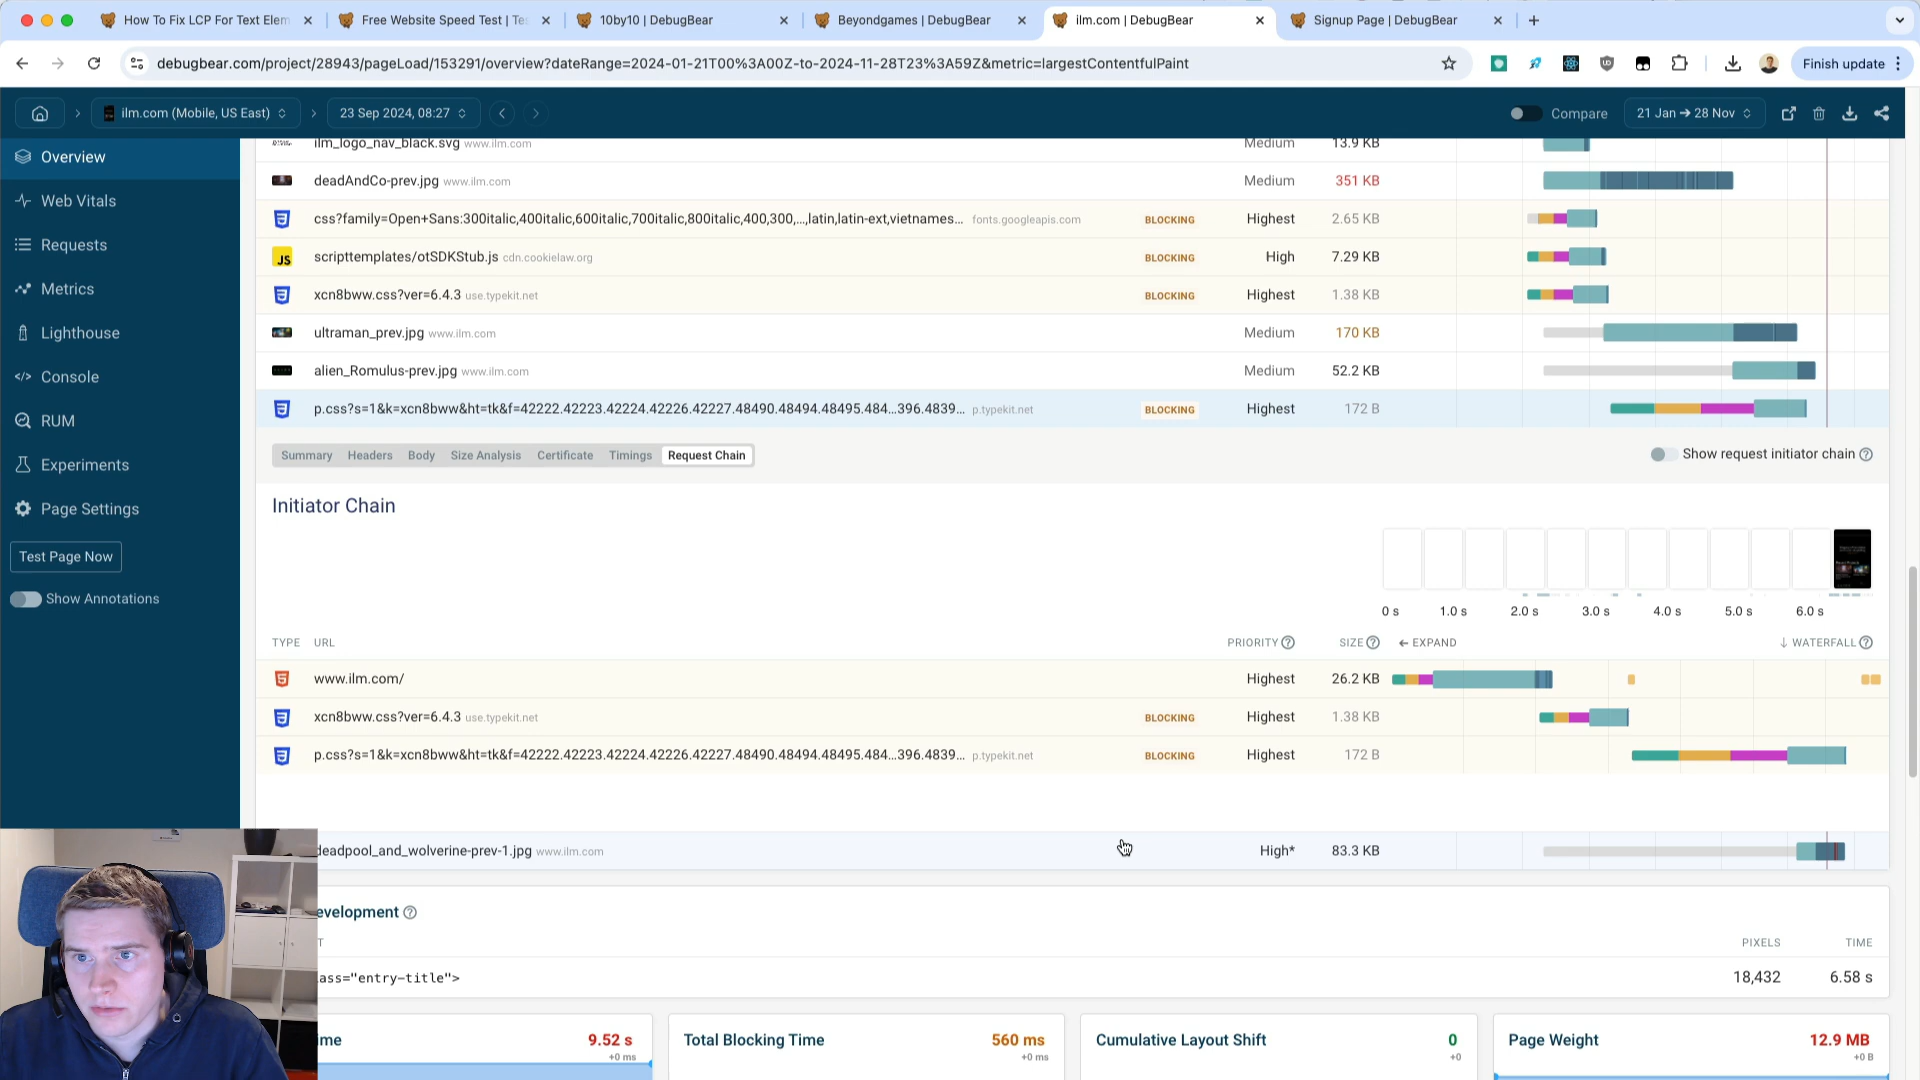 How To Fix LCP For Text Elem
Free Website Speed Test | Te
10by10 | DebugBear
Beyondgames | DebugBear
ilm.com | DebugBear
Signup Page | DebugBear
debugbear.com/project/28943/pageLoad/153291/overview?dateRange=2024-01-21T00%3A00Z-to-2024-11-28T23%3A59Z&metric=largestContentfulPaint
Finish update
ilm.com (Mobile, US East)
23 Sep 2024, 08:27
Compare
21 Jan → 28 Nov
Overview
Web Vitals
Requests
Metrics
Lighthouse
Console
RUM
Experiments
Page Settings
Test Page Now
Show Annotations
ilm_logo_nav_black.svg www.ilm.com Medium 13.9 KB
deadAndCo-prev.jpg www.ilm.com Medium 351 KB
css?family=Open+Sans:300italic,400italic,600italic,700italic,800italic,400,300,...,latin,latin-ext,vietnames... fonts.googleapis.com BLOCKING Highest 2.65 KB
JS scripttemplates/otSDKStub.js cdn.cookielaw.org BLOCKING High 7.29 KB
xcn8bww.css?ver=6.4.3 use.typekit.net BLOCKING Highest 1.38 KB
ultraman_prev.jpg www.ilm.com Medium 170 KB
alien_Romulus-prev.jpg www.ilm.com Medium 52.2 KB
p.css?s=1&k=xcn8bww&ht=tk&f=42222.42223.42224.42226.42227.48490.48494.48495.484...396.4839... p.typekit.net BLOCKING Highest 172 B
Summary Headers Body Size Analysis Certificate Timings Request Chain
Show request initiator chain
Initiator Chain
0 s 1.0 s 2.0 s 3.0 s 4.0 s 5.0 s 6.0 s
TYPE URL PRIORITY SIZE ← EXPAND ↓ WATERFALL
www.ilm.com/ Highest 26.2 KB
xcn8bww.css?ver=6.4.3 use.typekit.net BLOCKING Highest 1.38 KB
p.css?s=1&k=xcn8bww&ht=tk&f=42222.42223.42224.42226.42227.48490.48494.48495.484...396.4839... p.typekit.net BLOCKING Highest 172 B
deadpool_and_wolverine-prev-1.jpg www.ilm.com High* 83.3 KB
evelopment
T PIXELS TIME
ass="entry-title"> 18,432 6.58 s
ime 9.52 s
+0 ms
Total Blocking Time 560 ms
+0 ms
Cumulative Layout Shift 0
+0
Page Weight 12.9 MB
+0 B